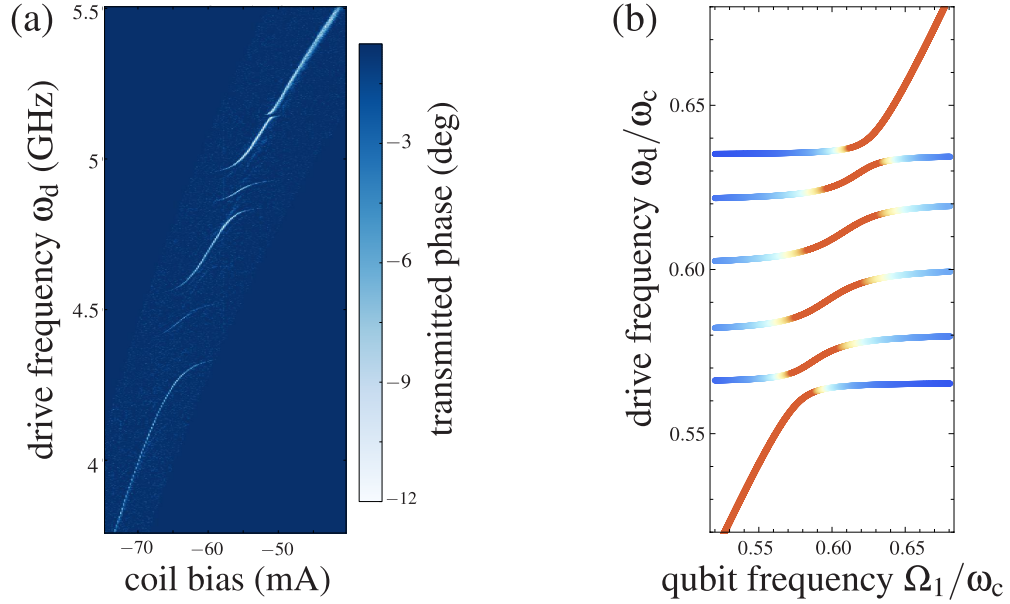 (a)
5.5
5
4.5
4
drive frequency ω_d (GHz)
−70
−60
−50
coil bias (mA)
−3
−6
−9
−12
transmitted phase (deg)
(b)
0.65
0.60
0.55
drive frequency ω_d/ω_c
0.55
0.60
0.65
qubit frequency Ω_1/ω_c